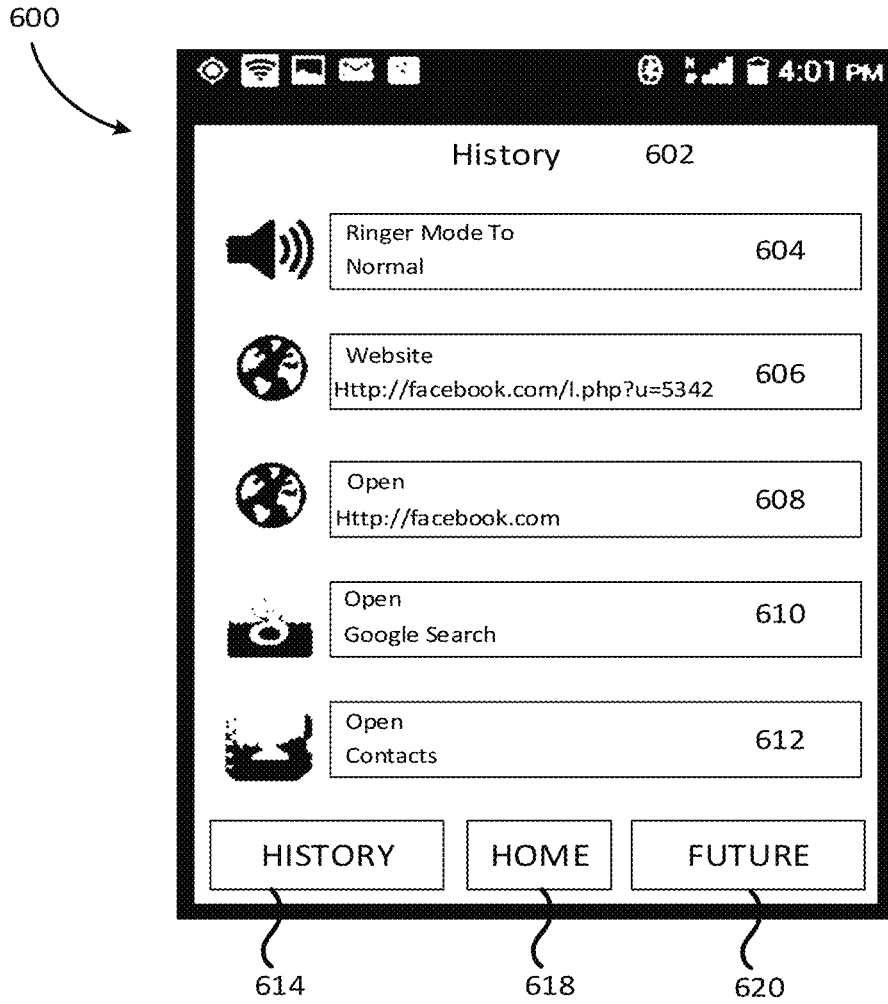 600
4:01 PM
History 602
Ringer Mode To
Normal
604
Website
Http://facebook.com/l.php?u=5342
606
Open
Http://facebook.com
608
Open
Google Search
610
Open
Contacts
612
HISTORY HOME FUTURE
614 618 620